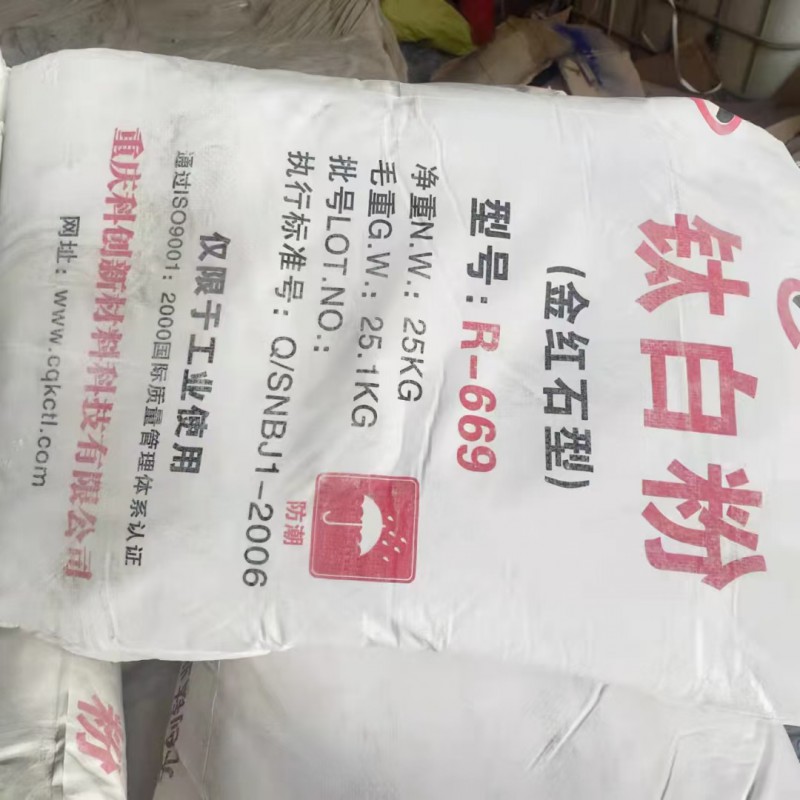 钛白粉
(金红石型)
型号：R-669
净重N.W.：25KG
毛重G.W.：25.1KG
批号LOT.NO.：
执行标准号：Q/SNBJ1-2006
防潮
仅限于工业使用
通过ISO9001：2000国际质量管理体系认证
重庆科创新材料科技有限公司
网址：www.cqkctl.com
粉